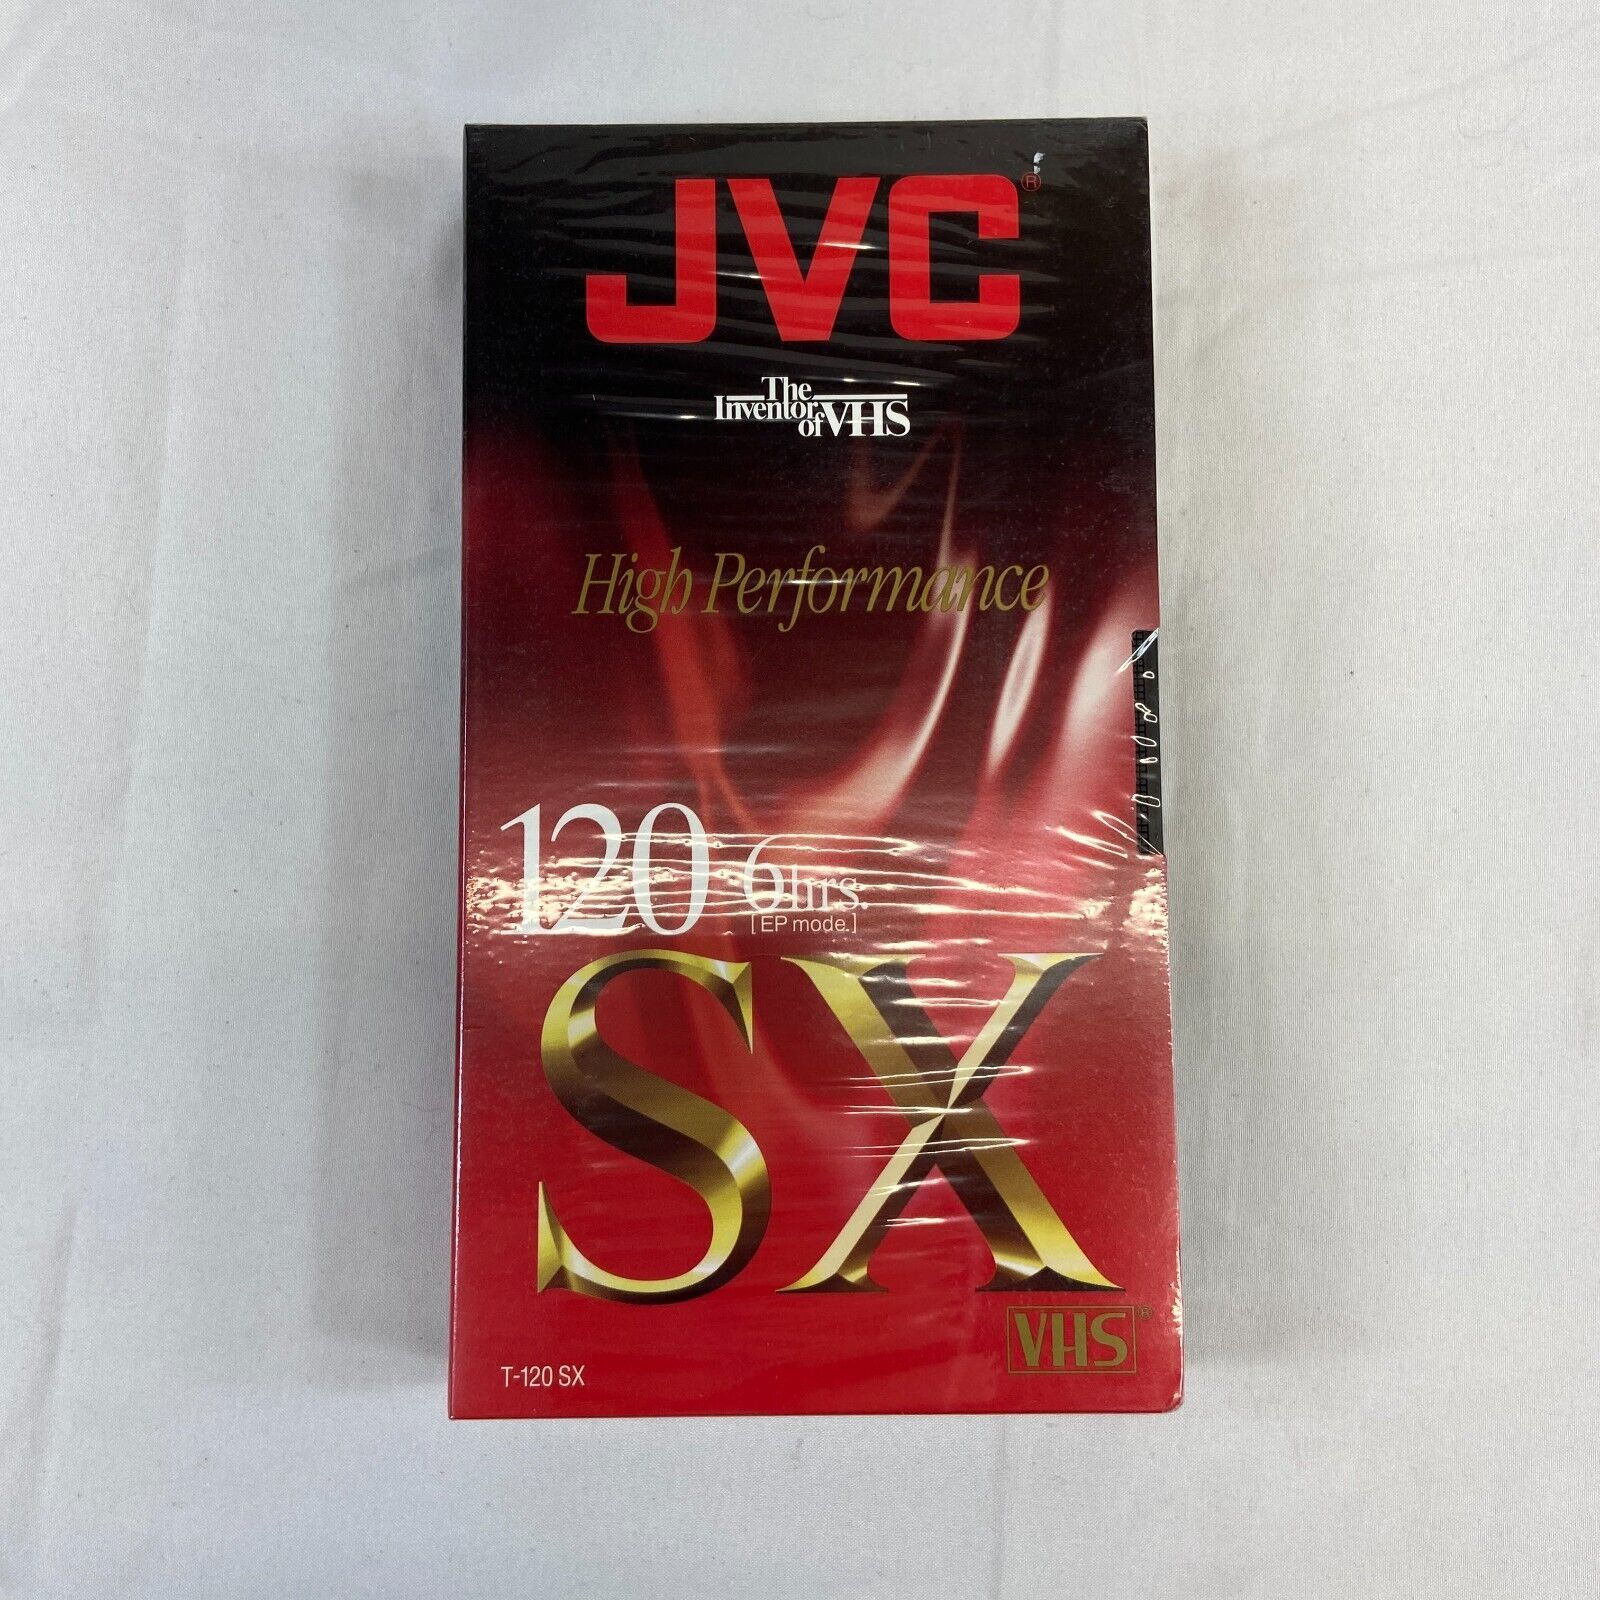 JVC®
The
Inventor
of VHS
High Performance
120 6hrs.
[EP mode.]
SX
VHS®
T-120 SX